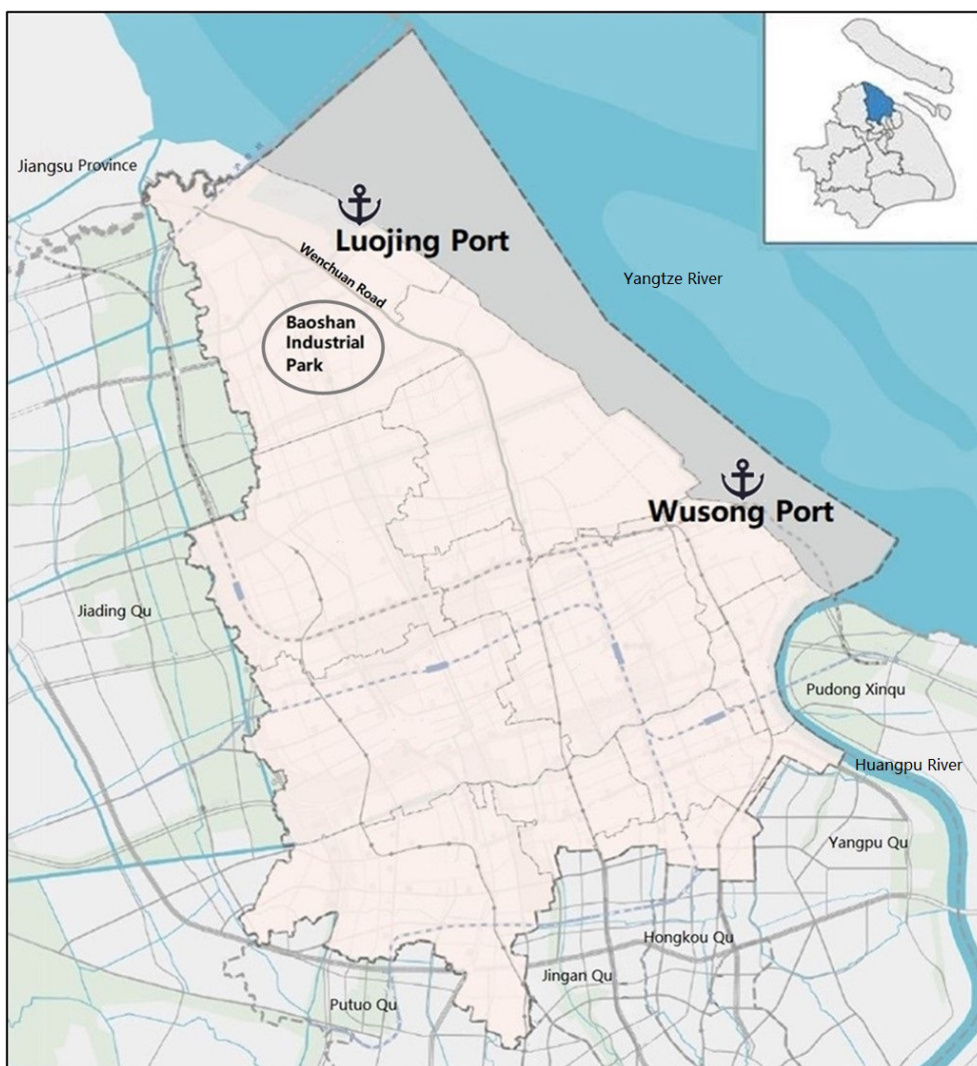 Jiangsu Province
Luojing Port
Wenchuan Road
Yangtze River
Baoshan
Industrial
Park
Wusong Port
Jiading Qu
Pudong Xinqu
Huangpu River
Yangpu Qu
Hongkou Qu
Jingan Qu
Putuo Qu